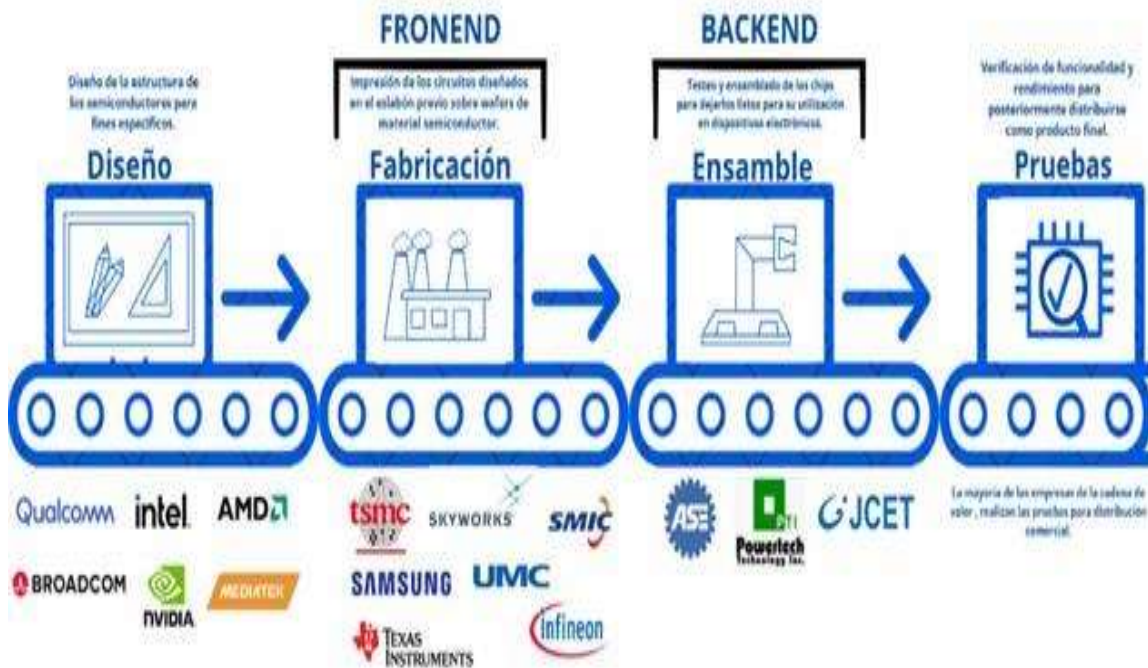 FRONEND
BACKEND
Diseño de la estructura de
los semiconductores para
fines específicos.
Impresión de los circuitos diseñados
en el eslabón previo sobre wafers de
material semiconductor.
Testeo y ensamblado de los chips
para dejarlos listos para su utilización
en dispositivos electrónicos.
Verificación de funcionalidad y
rendimiento para
posteriormente distribuirse
como producto final.
Diseño
Fabricación
Ensamble
Pruebas
Qualcomm
intel
AMD
BROADCOM
NVIDIA
MEDIATEK
tsmc
SKYWORKS
SMIC
SAMSUNG
UMC
TEXAS
INSTRUMENTS
infineon
ASE
PTI
Powertech
Technology Inc.
JCET
La mayoría de las empresas de la cadena de
valor, realizan las pruebas para distribución
comercial.